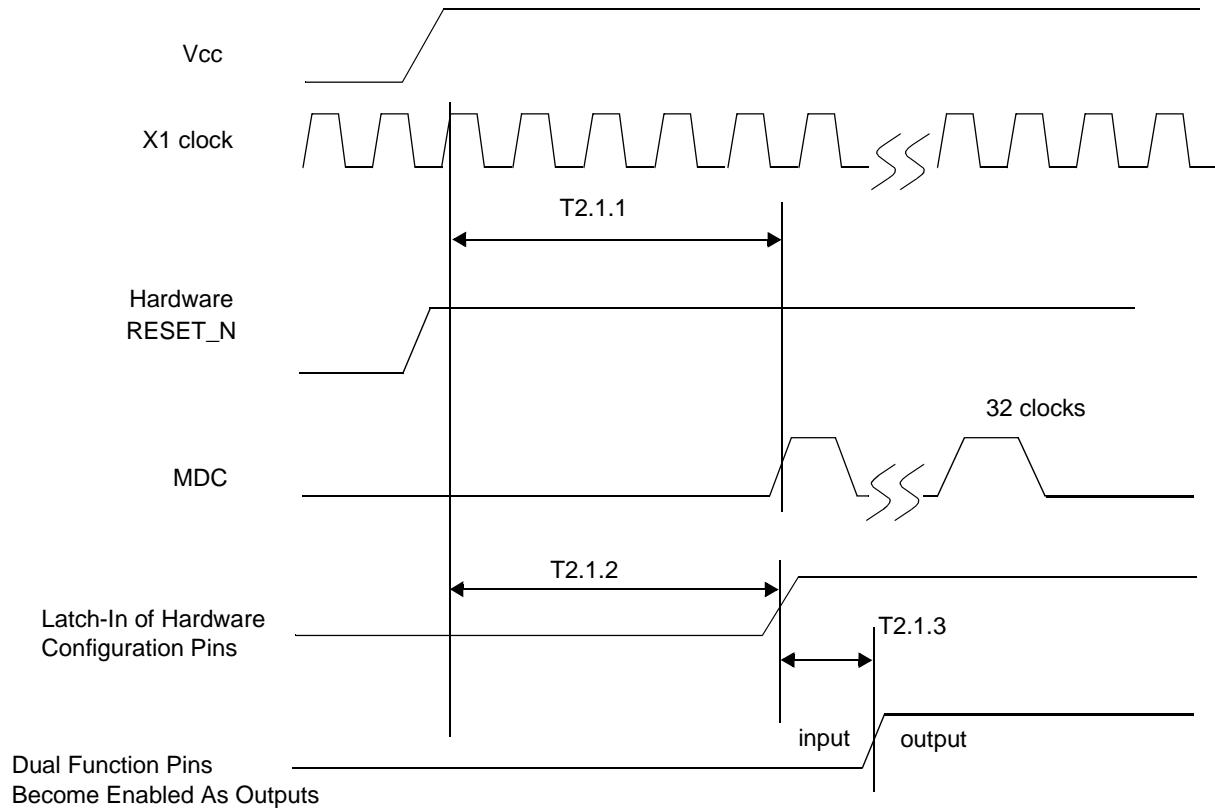 Vcc
X1 clock
T2.1.1
Hardware
RESET_N
32 clocks
MDC
T2.1.2
Latch-In of Hardware
Configuration Pins
T2.1.3
input
output
Dual Function Pins
Become Enabled As Outputs